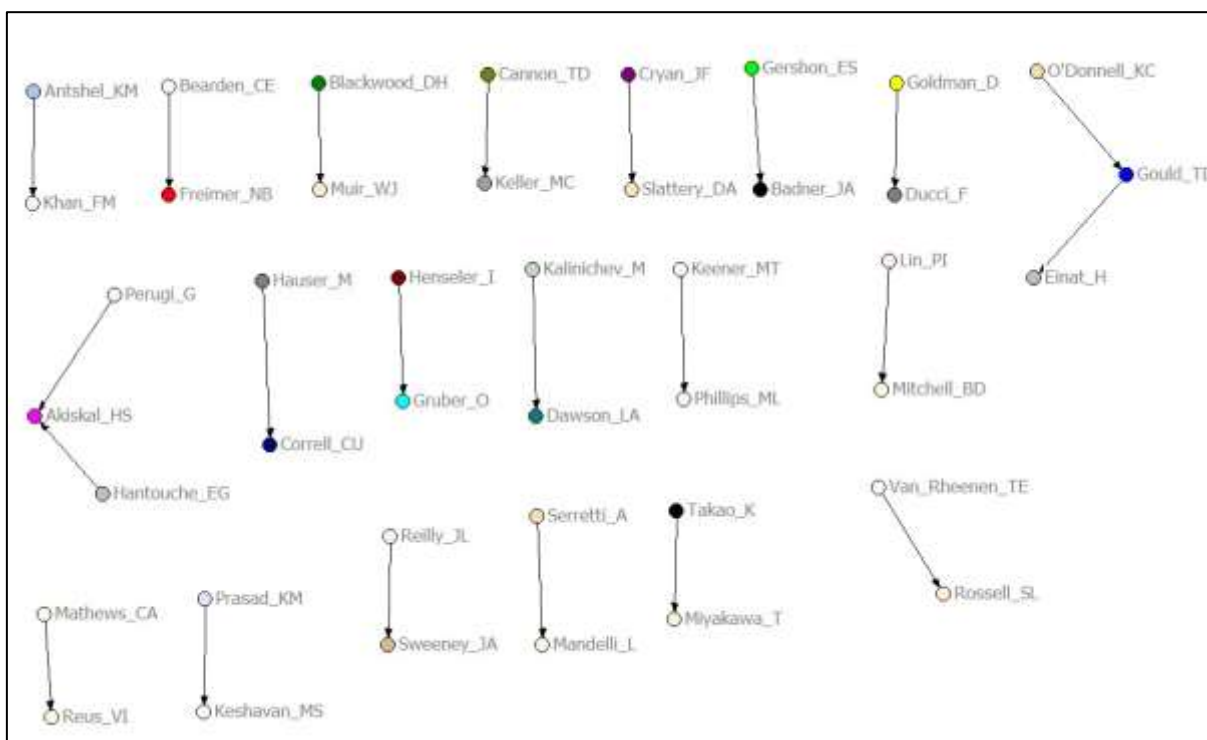 Antshel_KM
Bearden_CE
Blackwood_DH
Cannon_TD
Cryan_JF
Gershon_ES
Goldman_D
O'Donnell_KC
Khan_FM
Freimer_NB
Muir_WJ
Keller_MC
Slattery_DA
Badner_JA
Ducci_F
Gould_TD
Perugi_G
Hauser_M
Henseler_I
Kalinichev_M
Keener_MT
Lin_PI
Einat_H
Akiskal_HS
Correll_CU
Gruber_O
Dawson_LA
Phillips_ML
Mitchell_BD
Hantouche_EG
Reilly_JL
Serretti_A
Takao_K
Van_Rheenen_TE
Mathews_CA
Prasad_KM
Sweeney_JA
Mandelli_L
Miyakawa_T
Rossell_SL
Reus_VI
Keshavan_MS